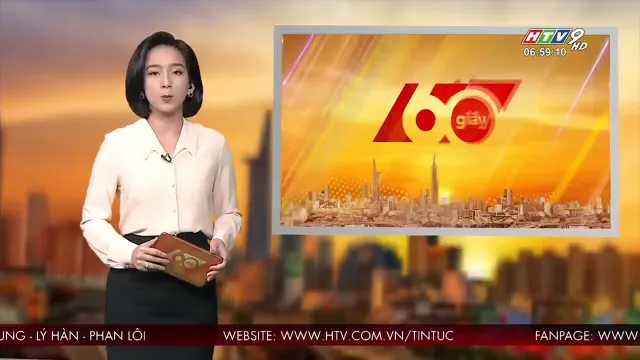 HTV9
HD
06:59:10
60
giây
60
UNG - LÝ HÀN - PHAN LÔI
WEBSITE: WWW.HTV.COM.VN/TINTUC
FANPAGE: WWW